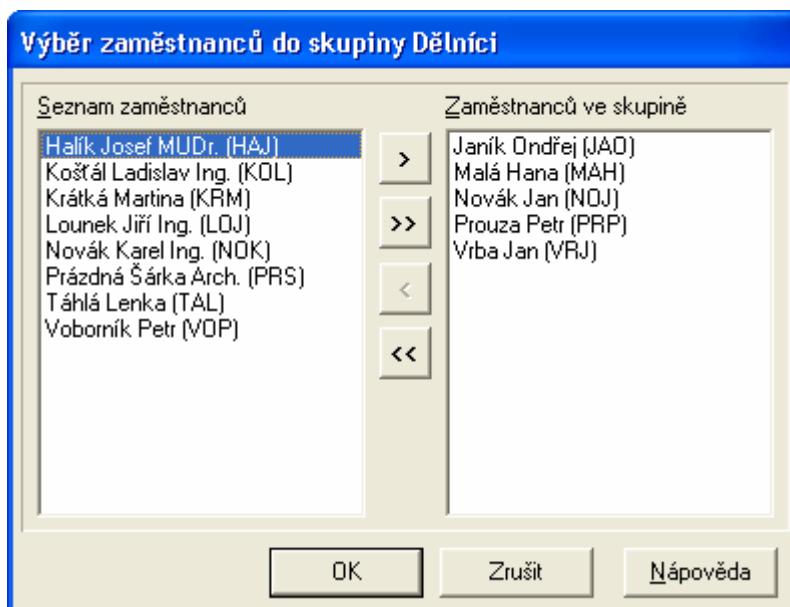 Výběr zaměstnanců do skupiny Dělníci
Seznam zaměstnanců
Halík Josef MUDr. (HAJ)
Košťál Ladislav Ing. (KOL)
Krátká Martina (KRM)
Lounek Jiří Ing. (LOJ)
Novák Karel Ing. (NOK)
Prázdná Šárka Arch. (PRS)
Táhlá Lenka (TAL)
Voborník Petr (VOP)
>
>>
<
<<
Zaměstnanců ve skupině
Janík Ondřej (JAO)
Malá Hana (MAH)
Novák Jan (NOJ)
Prouza Petr (PRP)
Vrba Jan (VRJ)
OK
Zrušit
Nápověda